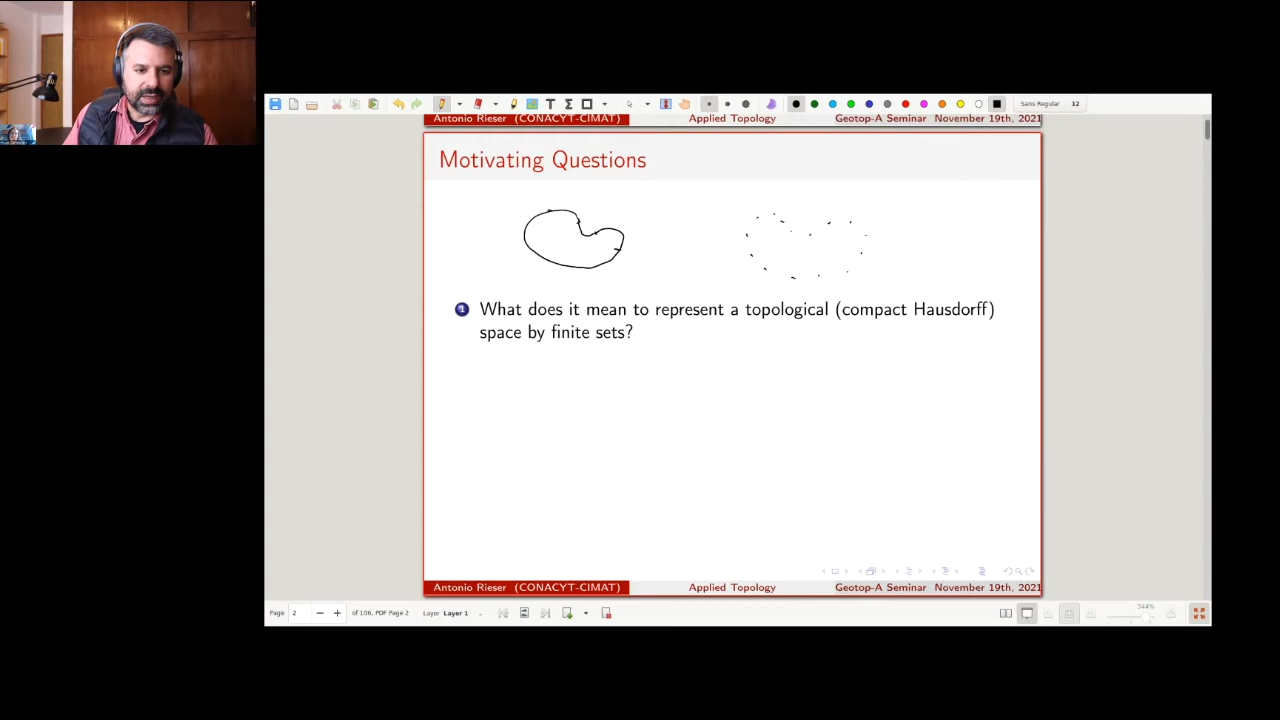 Sans Regular 12
Antonio Rieser (CONACYT-CIMAT) Applied Topology Geotop-A Seminar November 19th, 2021
Motivating Questions
1 What does it mean to represent a topological (compact Hausdorff)
space by finite sets?
Antonio Rieser (CONACYT-CIMAT) Applied Topology Geotop-A Seminar November 19th, 2021
Page 2 of 106, PDF Page 2 Layer Layer 1 544%